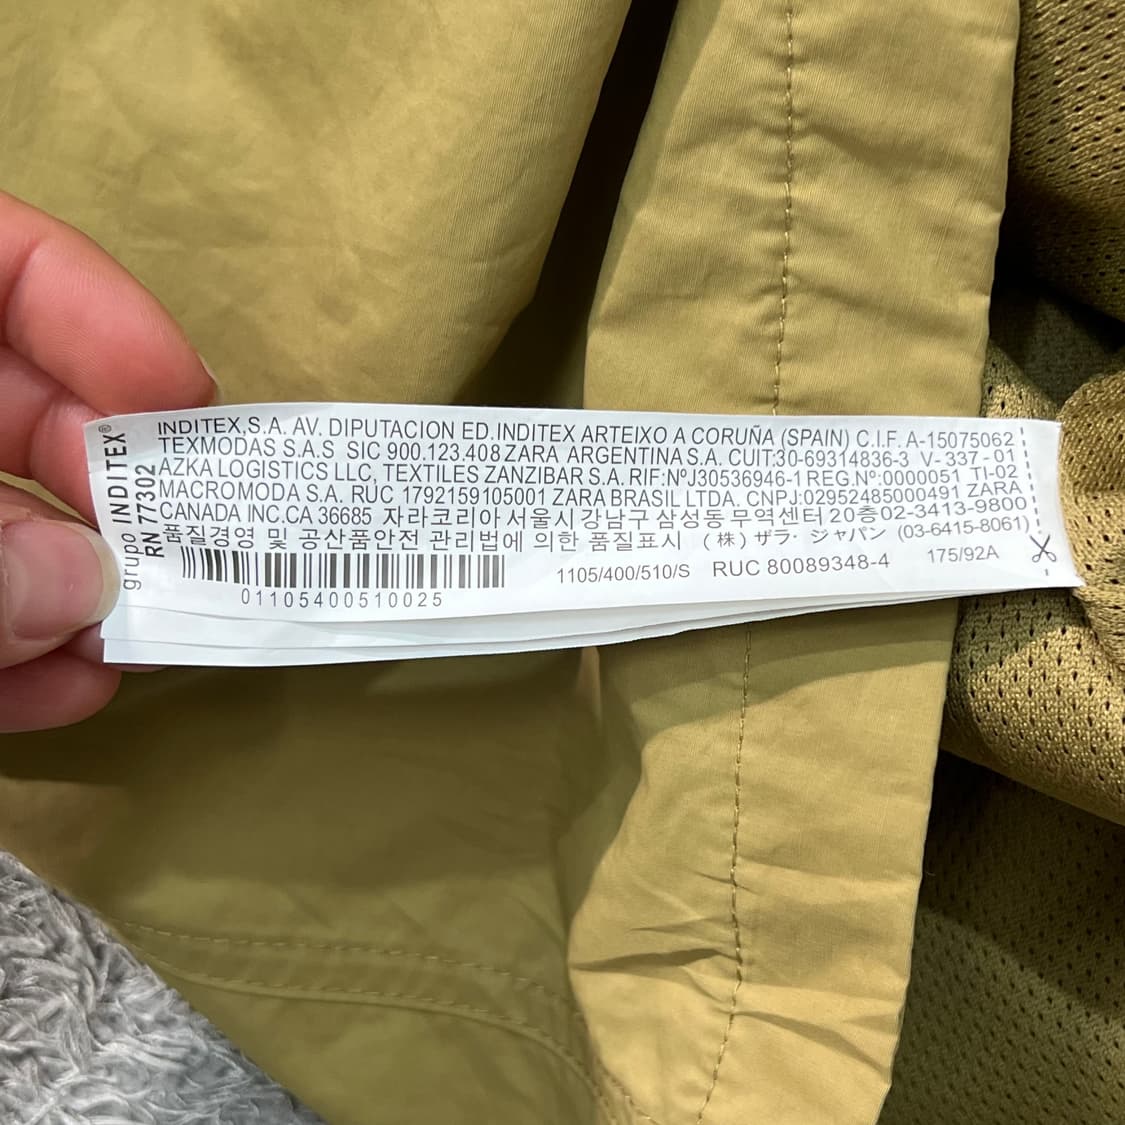 grupo INDITEX®
RN 77302
INDITEX,S.A. AV. DIPUTACION ED.INDITEX ARTEIXO A CORUÑA (SPAIN) C.I.F. A-15075062
TEXMODAS S.A.S SIC 900.123.408 ZARA ARGENTINA S.A. CUIT:30-69314836-3 V-337-01
AZKA LOGISTICS LLC, TEXTILES ZANZIBAR S.A. RIF:NºJ30536946-1 REG.Nº:0000051 TI-02
MACROMODA S.A. RUC 1792159105001 ZARA BRASIL LTDA. CNPJ:02952485000491 ZARA
CANADA INC.CA 36685 자라코리아 서울시 강남구 삼성동 무역센터 20층 02-3413-9800
품질경영 및 공산품안전 관리법에 의한 품질표시 (株) ザラ・ジャパン (03-6415-8061)
1105/400/510/S RUC 80089348-4 175/92A
01105400510025